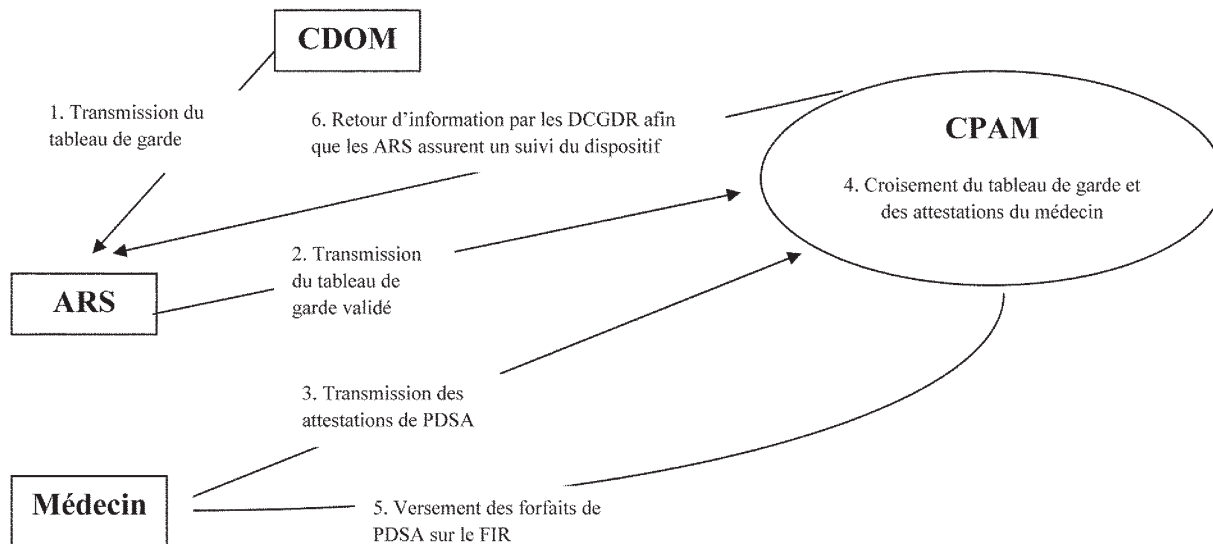 CDOM
1. Transmission du
tableau de garde
6. Retour d'information par les DCGDR afin
que les ARS assurent un suivi du dispositif
CPAM
4. Croisement du tableau de garde et
des attestations du médecin
2. Transmission
du tableau de
garde validé
ARS
3. Transmission des
attestations de PDSA
Médecin
5. Versement des forfaits de
PDSA sur le FIR